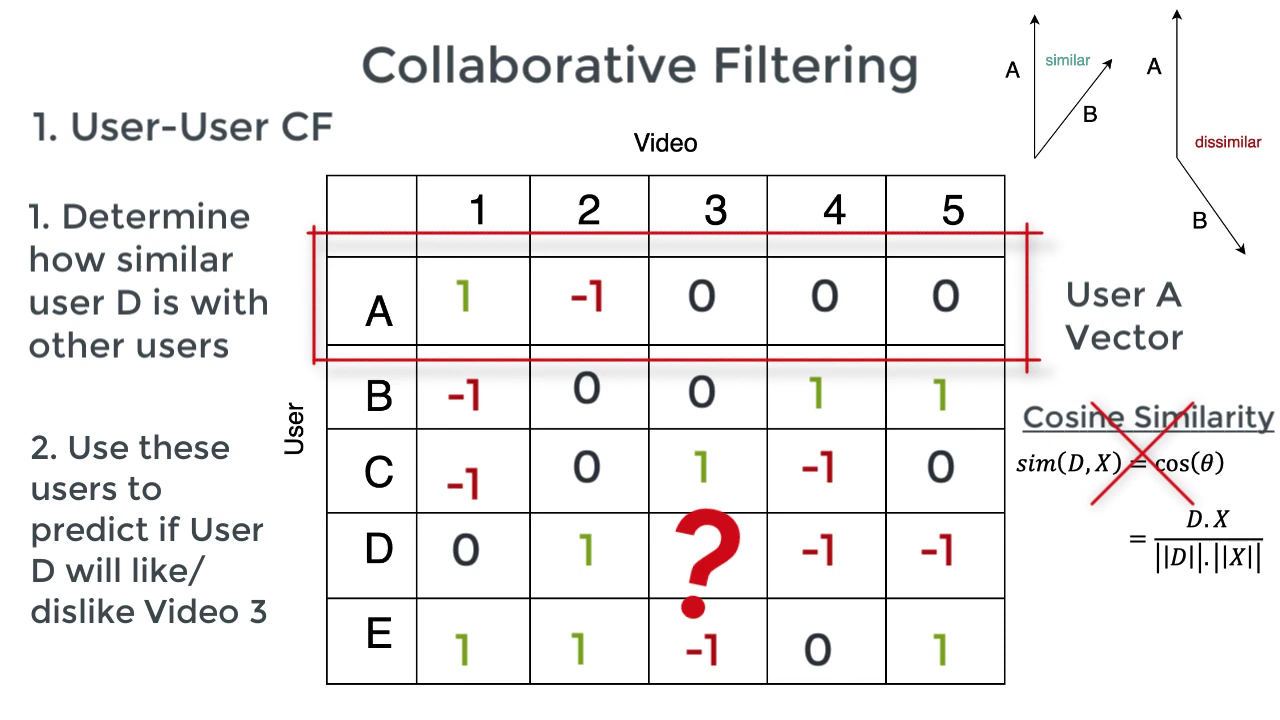 Collaborative Filtering
1. User-User CF
1. Determine
how similar
user D is with
other users
2. Use these
users to
predict if User
D will like/
dislike Video 3
Video
User
1 2 3 4 5
A 1 -1 0 0 0
B -1 0 0 1 1
C -1 0 1 -1 0
D 0 1 ? -1 -1
E 1 1 -1 0 1
A similar B
A dissimilar B
User A
Vector
Cosine Similarity
sim(D, X) = cos(θ)
= D.X / ||D||.||X||